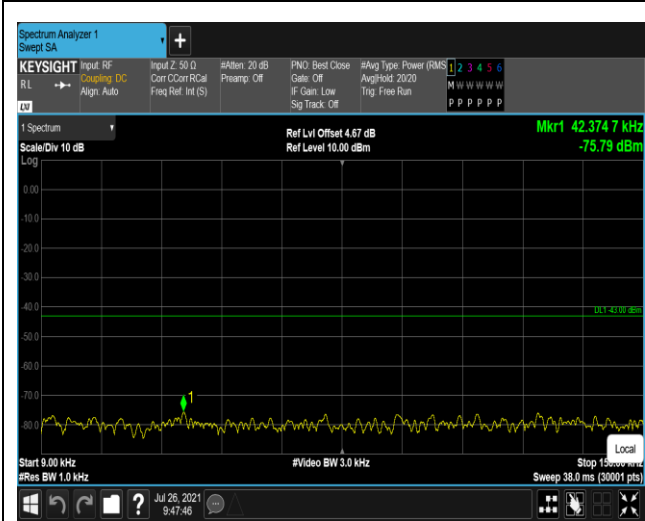 Spectrum Analyzer 1
Swept SA
+
KEYSIGHT
RL
LXI
Input: RF
Coupling: DC
Align: Auto
Input Z: 50 Ω
Corr CCorr RCal
Freq Ref: Int (S)
#Atten: 20 dB
Preamp: Off
PNO: Best Close
Gate: Off
IF Gain: Low
Sig Track: Off
#Avg Type: Power (RMS
Avg|Hold: 20/20
Trig: Free Run
1 2 3 4 5 6
M W W W W W
P P P P P P
1 Spectrum
Scale/Div 10 dB
Log
Ref Lvl Offset 4.67 dB
Ref Level 10.00 dBm
Mkr1 42.374 7 kHz
-75.79 dBm
0.00
-10.0
-20.0
-30.0
-40.0
DL1 -43.00 dBm
-50.0
-60.0
-70.0
1
-80.0
Local
Start 9.00 kHz
#Video BW 3.0 kHz
Stop 150.00 kHz
#Res BW 1.0 kHz
Sweep 38.0 ms (30001 pts)
?
Jul 26, 2021
9:47:46